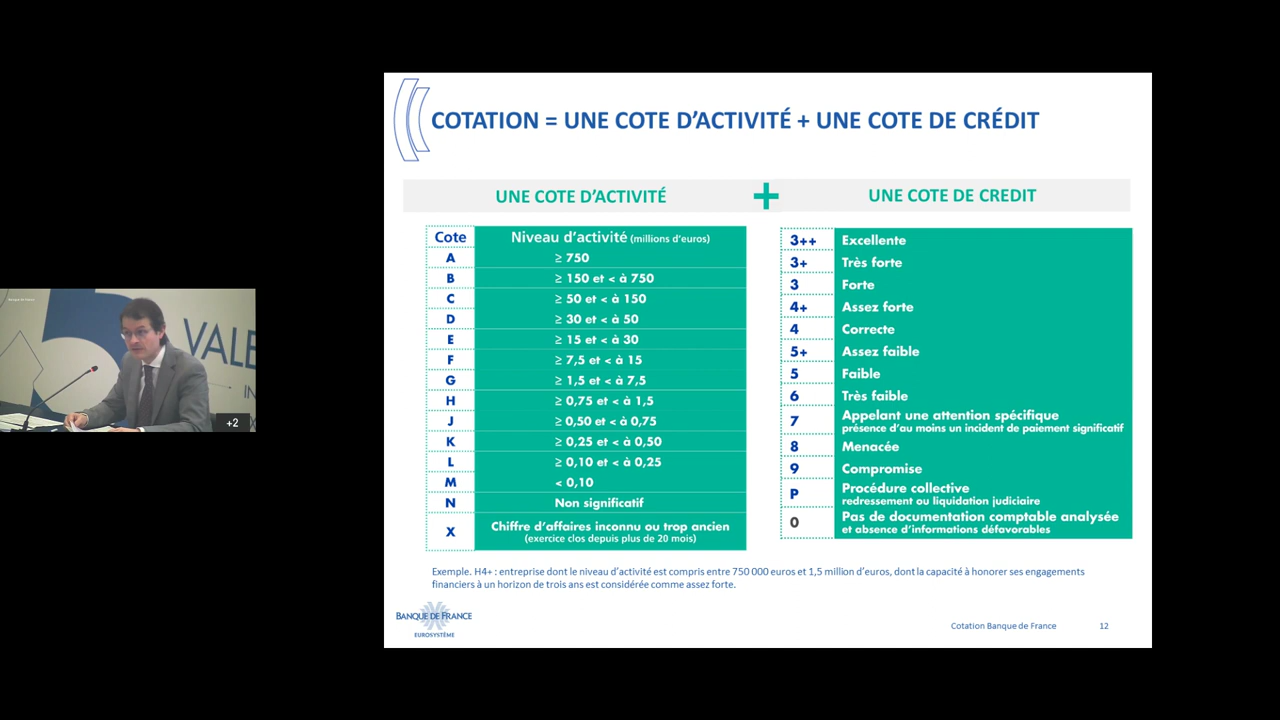 COTATION = UNE COTE D'ACTIVITÉ + UNE COTE DE CRÉDIT
UNE COTE D'ACTIVITÉ + UNE COTE DE CREDIT
Cote Niveau d'activité (millions d'euros)
A ≥ 750
B ≥ 150 et < à 750
C ≥ 50 et < à 150
D ≥ 30 et < à 50
E ≥ 15 et < à 30
F ≥ 7,5 et < à 15
G ≥ 1,5 et < à 7,5
H ≥ 0,75 et < à 1,5
J ≥ 0,50 et < à 0,75
K ≥ 0,25 et < à 0,50
L ≥ 0,10 et < à 0,25
M < 0,10
N Non significatif
X Chiffre d'affaires inconnu ou trop ancien
(exercice clos depuis plus de 20 mois)
3++ Excellente
3+ Très forte
3 Forte
4+ Assez forte
4 Correcte
5+ Assez faible
5 Faible
6 Très faible
7 Appelant une attention spécifique
présence d'au moins un incident de paiement significatif
8 Menacée
9 Compromise
P Procédure collective
redressement ou liquidation judiciaire
0 Pas de documentation comptable analysée
et absence d'informations défavorables
Exemple. H4+ : entreprise dont le niveau d'activité est compris entre 750 000 euros et 1,5 million d'euros, dont la capacité à honorer ses engagements
financiers à un horizon de trois ans est considérée comme assez forte.
BANQUE DE FRANCE
EUROSYSTÈME
Cotation Banque de France 12
VALE
IN
+2